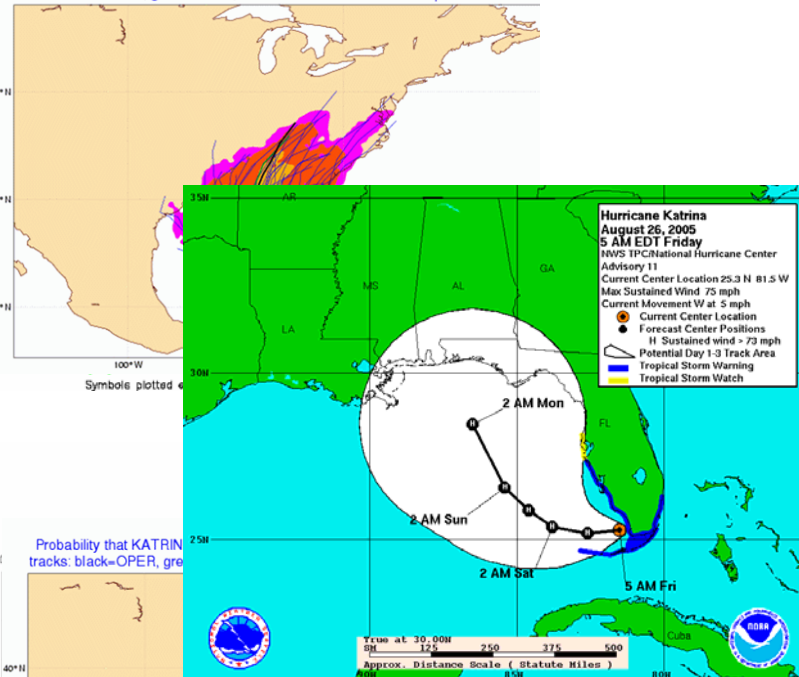 °N
°N
°N
100°W
Symbols plotted e
Probability that KATRIN
tracks: black=OPER, gre
40°N
35N
30N
25N
85W
80W
AR
MS
AL
GA
LA
FL
Cuba
Hurricane Katrina
August 26, 2005
5 AM EDT Friday
NWS TPC/National Hurricane Center
Advisory 11
Current Center Location 25.3 N 81.5 W
Max Sustained Wind 75 mph
Current Movement W at 5 mph
Current Center Location
Forecast Center Positions
H Sustained wind > 73 mph
Potential Day 1-3 Track Area
Tropical Storm Warning
Tropical Storm Watch
2 AM Mon
2 AM Sun
2 AM Sat
5 AM Fri
H
H
H
H
H
True at 30.00N
SM 125 250 375 500
Approx. Distance Scale ( Statute Miles )
NOAA